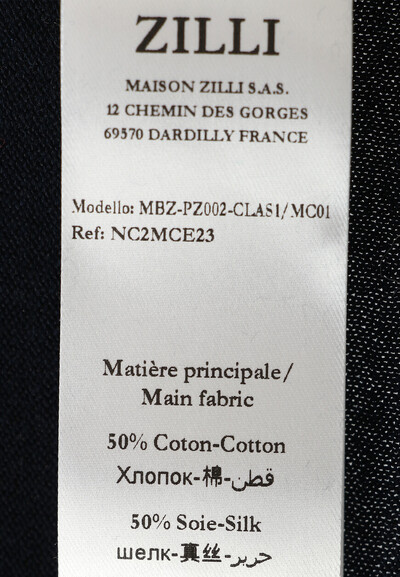 ZILLI
MAISON ZILLI S.A.S.
12 CHEMIN DES GORGES
69570 DARDILLY FRANCE
Modello: MBZ-PZ002-CLAS1/MC01
Ref: NC2MCE23
Matière principale/
Main fabric
50% Coton-Cotton
Хлопок-棉-قطن
50% Soie-Silk
шелк-真丝-حرير